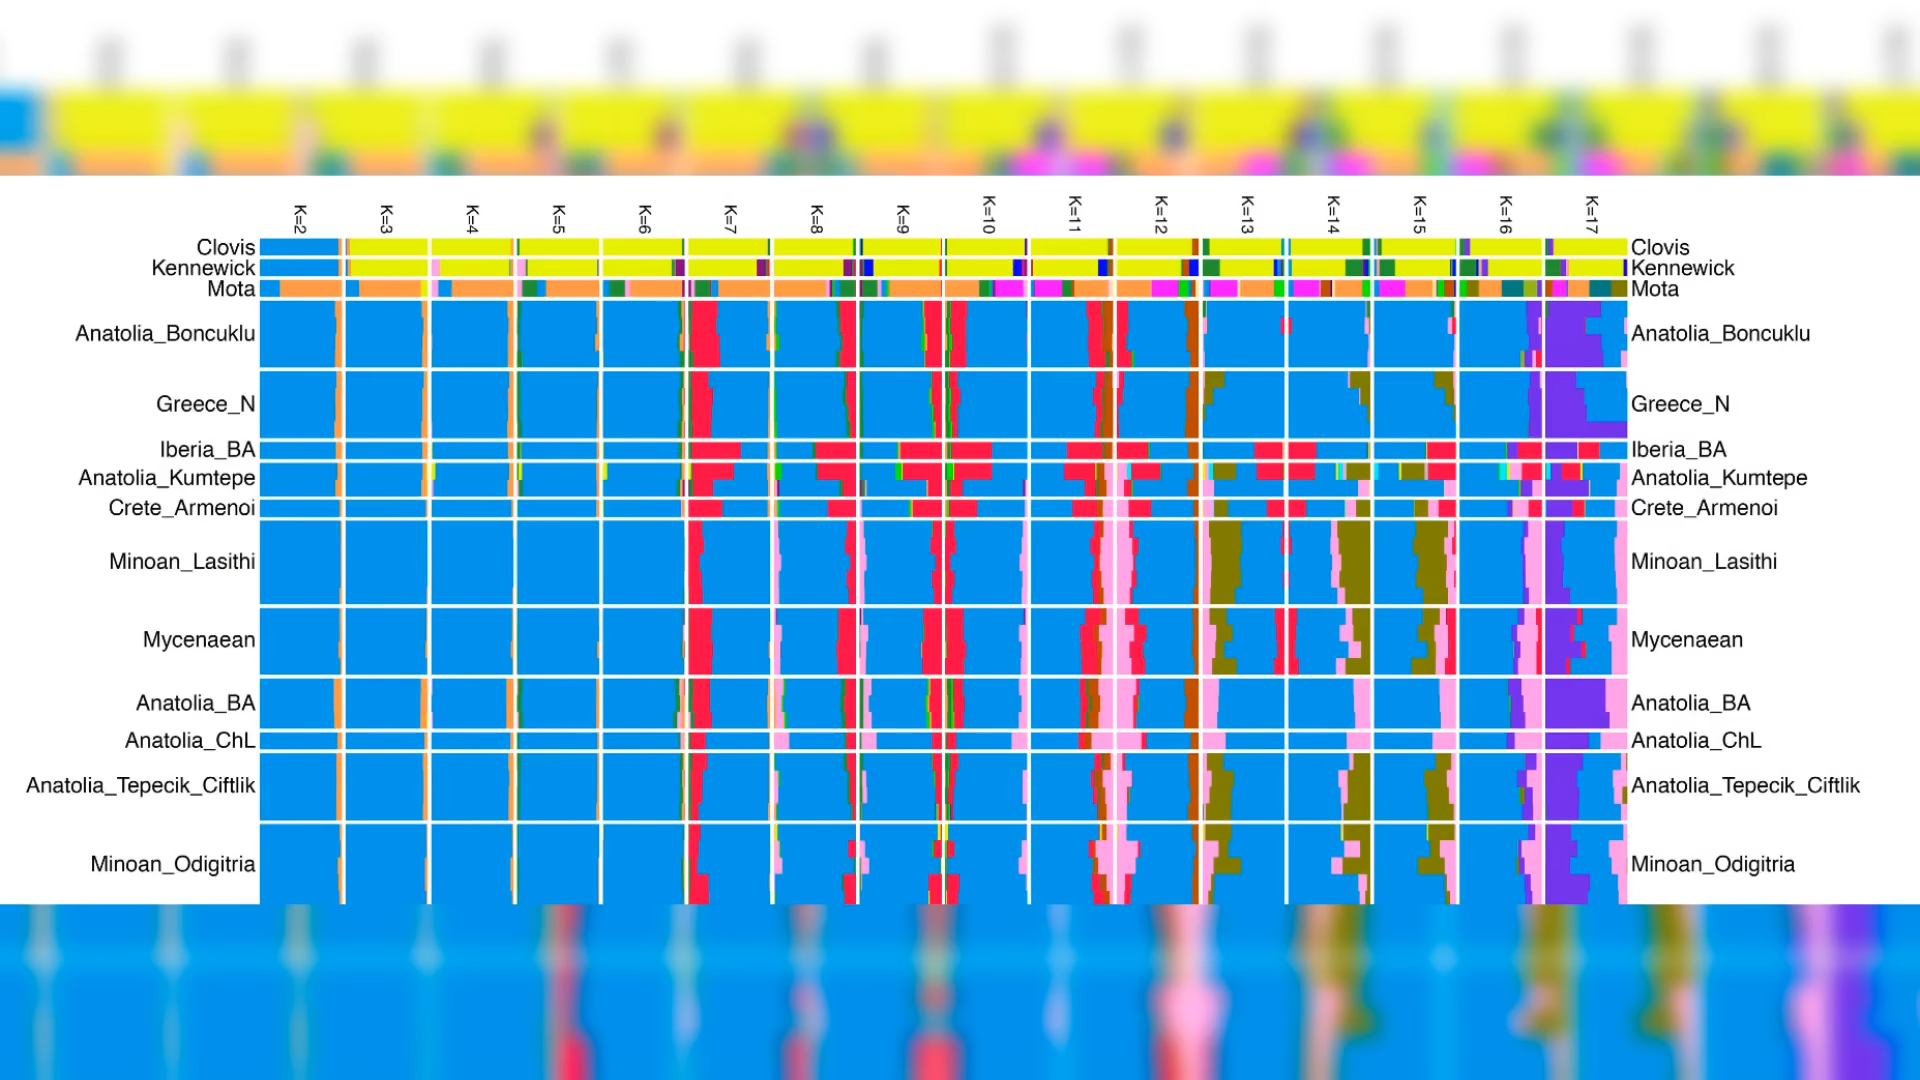 K=2 K=3 K=4 K=5 K=6 K=7 K=8 K=9 K=10 K=11 K=12 K=13 K=14 K=15 K=16 K=17
Clovis Clovis
Kennewick Kennewick
Mota Mota
Anatolia_Boncuklu Anatolia_Boncuklu
Greece_N Greece_N
Iberia_BA Iberia_BA
Anatolia_Kumtepe Anatolia_Kumtepe
Crete_Armenoi Crete_Armenoi
Minoan_Lasithi Minoan_Lasithi
Mycenaean Mycenaean
Anatolia_BA Anatolia_BA
Anatolia_ChL Anatolia_ChL
Anatolia_Tepecik_Ciftlik Anatolia_Tepecik_Ciftlik
Minoan_Odigitria Minoan_Odigitria